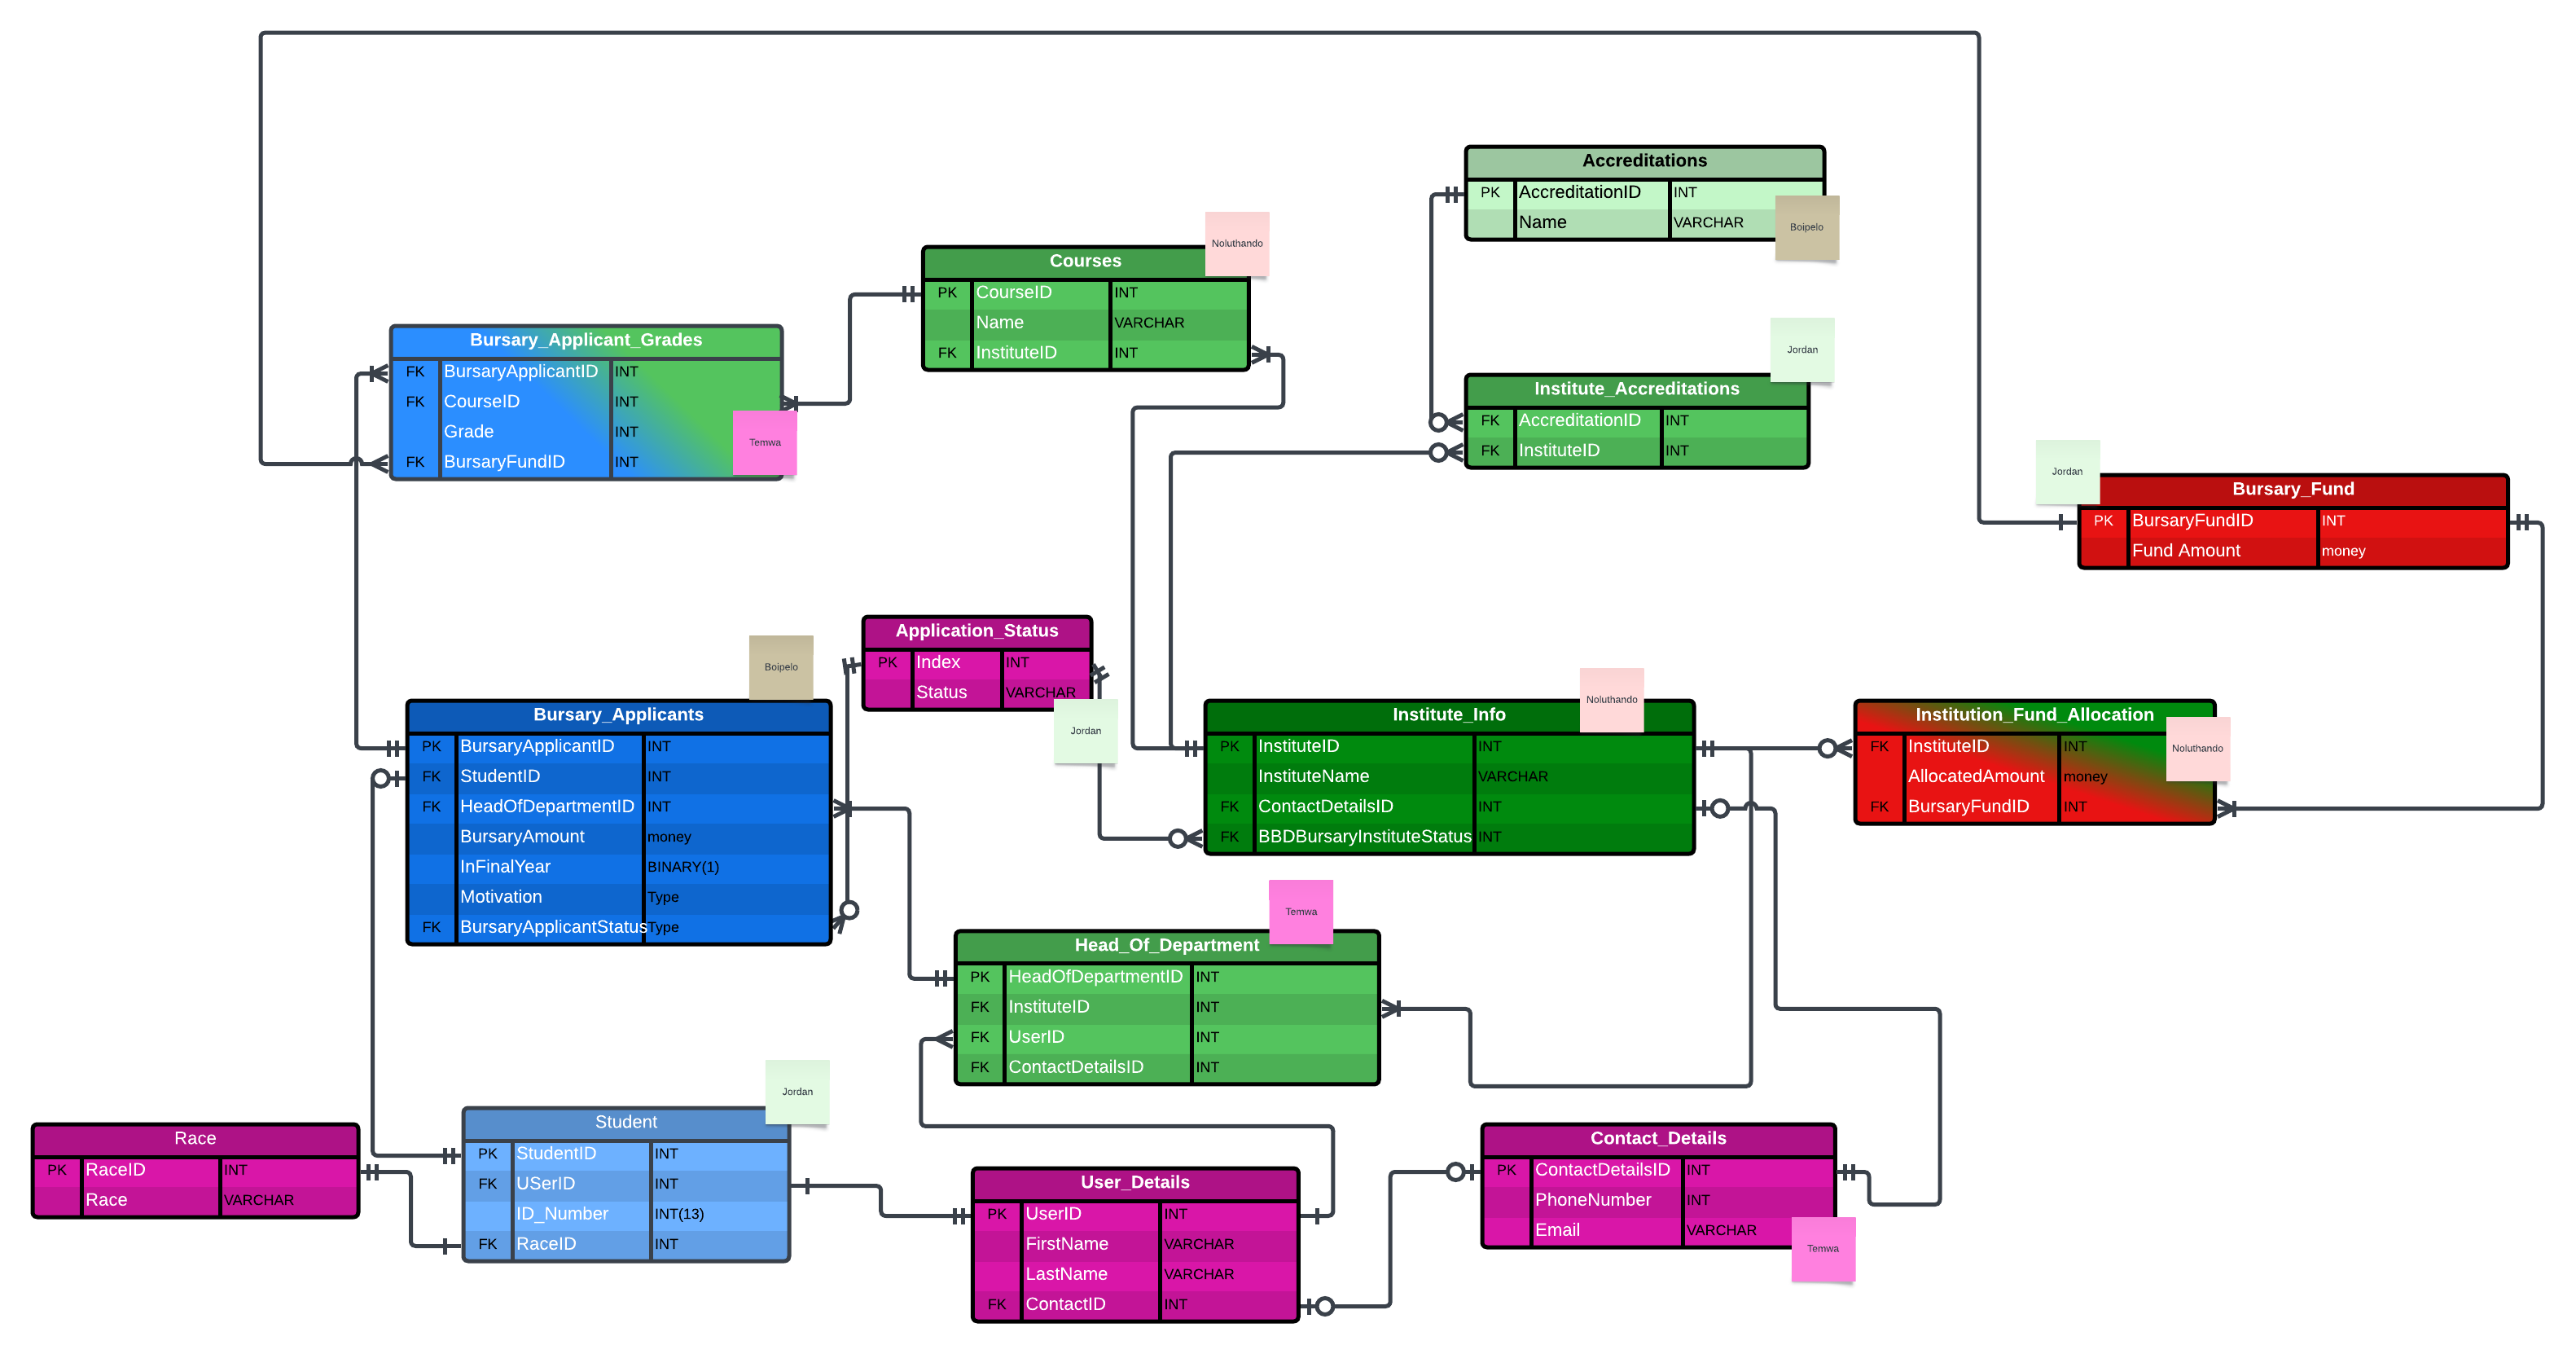 Accreditations
PK AccreditationID INT
Name VARCHAR
Boipelo
Noluthando
Courses
PK CourseID INT
Name VARCHAR
FK InstituteID INT
Jordan
Institute_Accreditations
FK AccreditationID INT
FK InstituteID INT
Bursary_Applicant_Grades
FK BursaryApplicantID INT
FK CourseID INT
Grade INT
FK BursaryFundID INT
Temwa
Jordan
Bursary_Fund
PK BursaryFundID INT
Fund Amount money
Application_Status
PK Index INT
Status VARCHAR
Jordan
Boipelo
Bursary_Applicants
PK BursaryApplicantID INT
FK StudentID INT
FK HeadOfDepartmentID INT
BursaryAmount money
InFinalYear BINARY(1)
Motivation Type
FK BursaryApplicantStatus Type
Noluthando
Institute_Info
PK InstituteID INT
InstituteName VARCHAR
FK ContactDetailsID INT
FK BBDBursaryInstituteStatus INT
Institution_Fund_Allocation
Noluthando
FK InstituteID INT
AllocatedAmount money
FK BursaryFundID INT
Temwa
Head_Of_Department
PK HeadOfDepartmentID INT
FK InstituteID INT
FK UserID INT
FK ContactDetailsID INT
Jordan
Student
PK StudentID INT
FK USerID INT
ID_Number INT(13)
FK RaceID INT
Race
PK RaceID INT
Race VARCHAR
User_Details
PK UserID INT
FirstName VARCHAR
LastName VARCHAR
FK ContactID INT
Contact_Details
PK ContactDetailsID INT
PhoneNumber INT
Email VARCHAR
Temwa